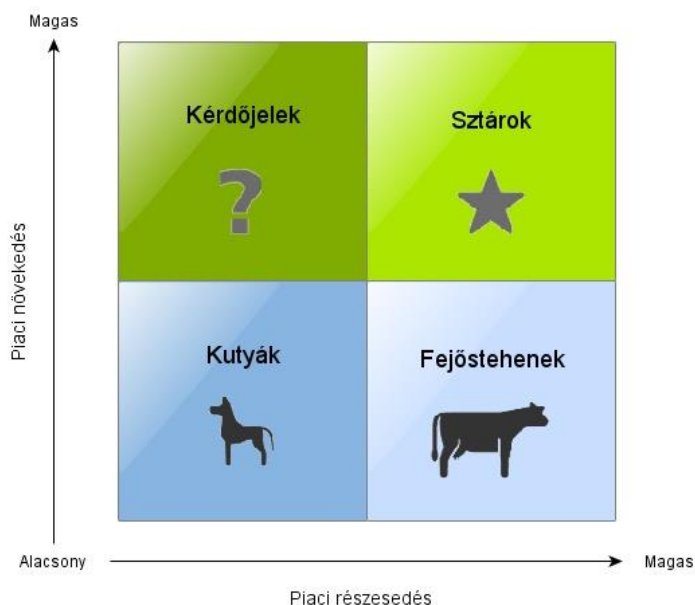 Magas
Kérdőjelek
Sztárok
?
Piaci növekedés
Kutyák
Fejőstehenek
Alacsony
Magas
Piaci részesedés